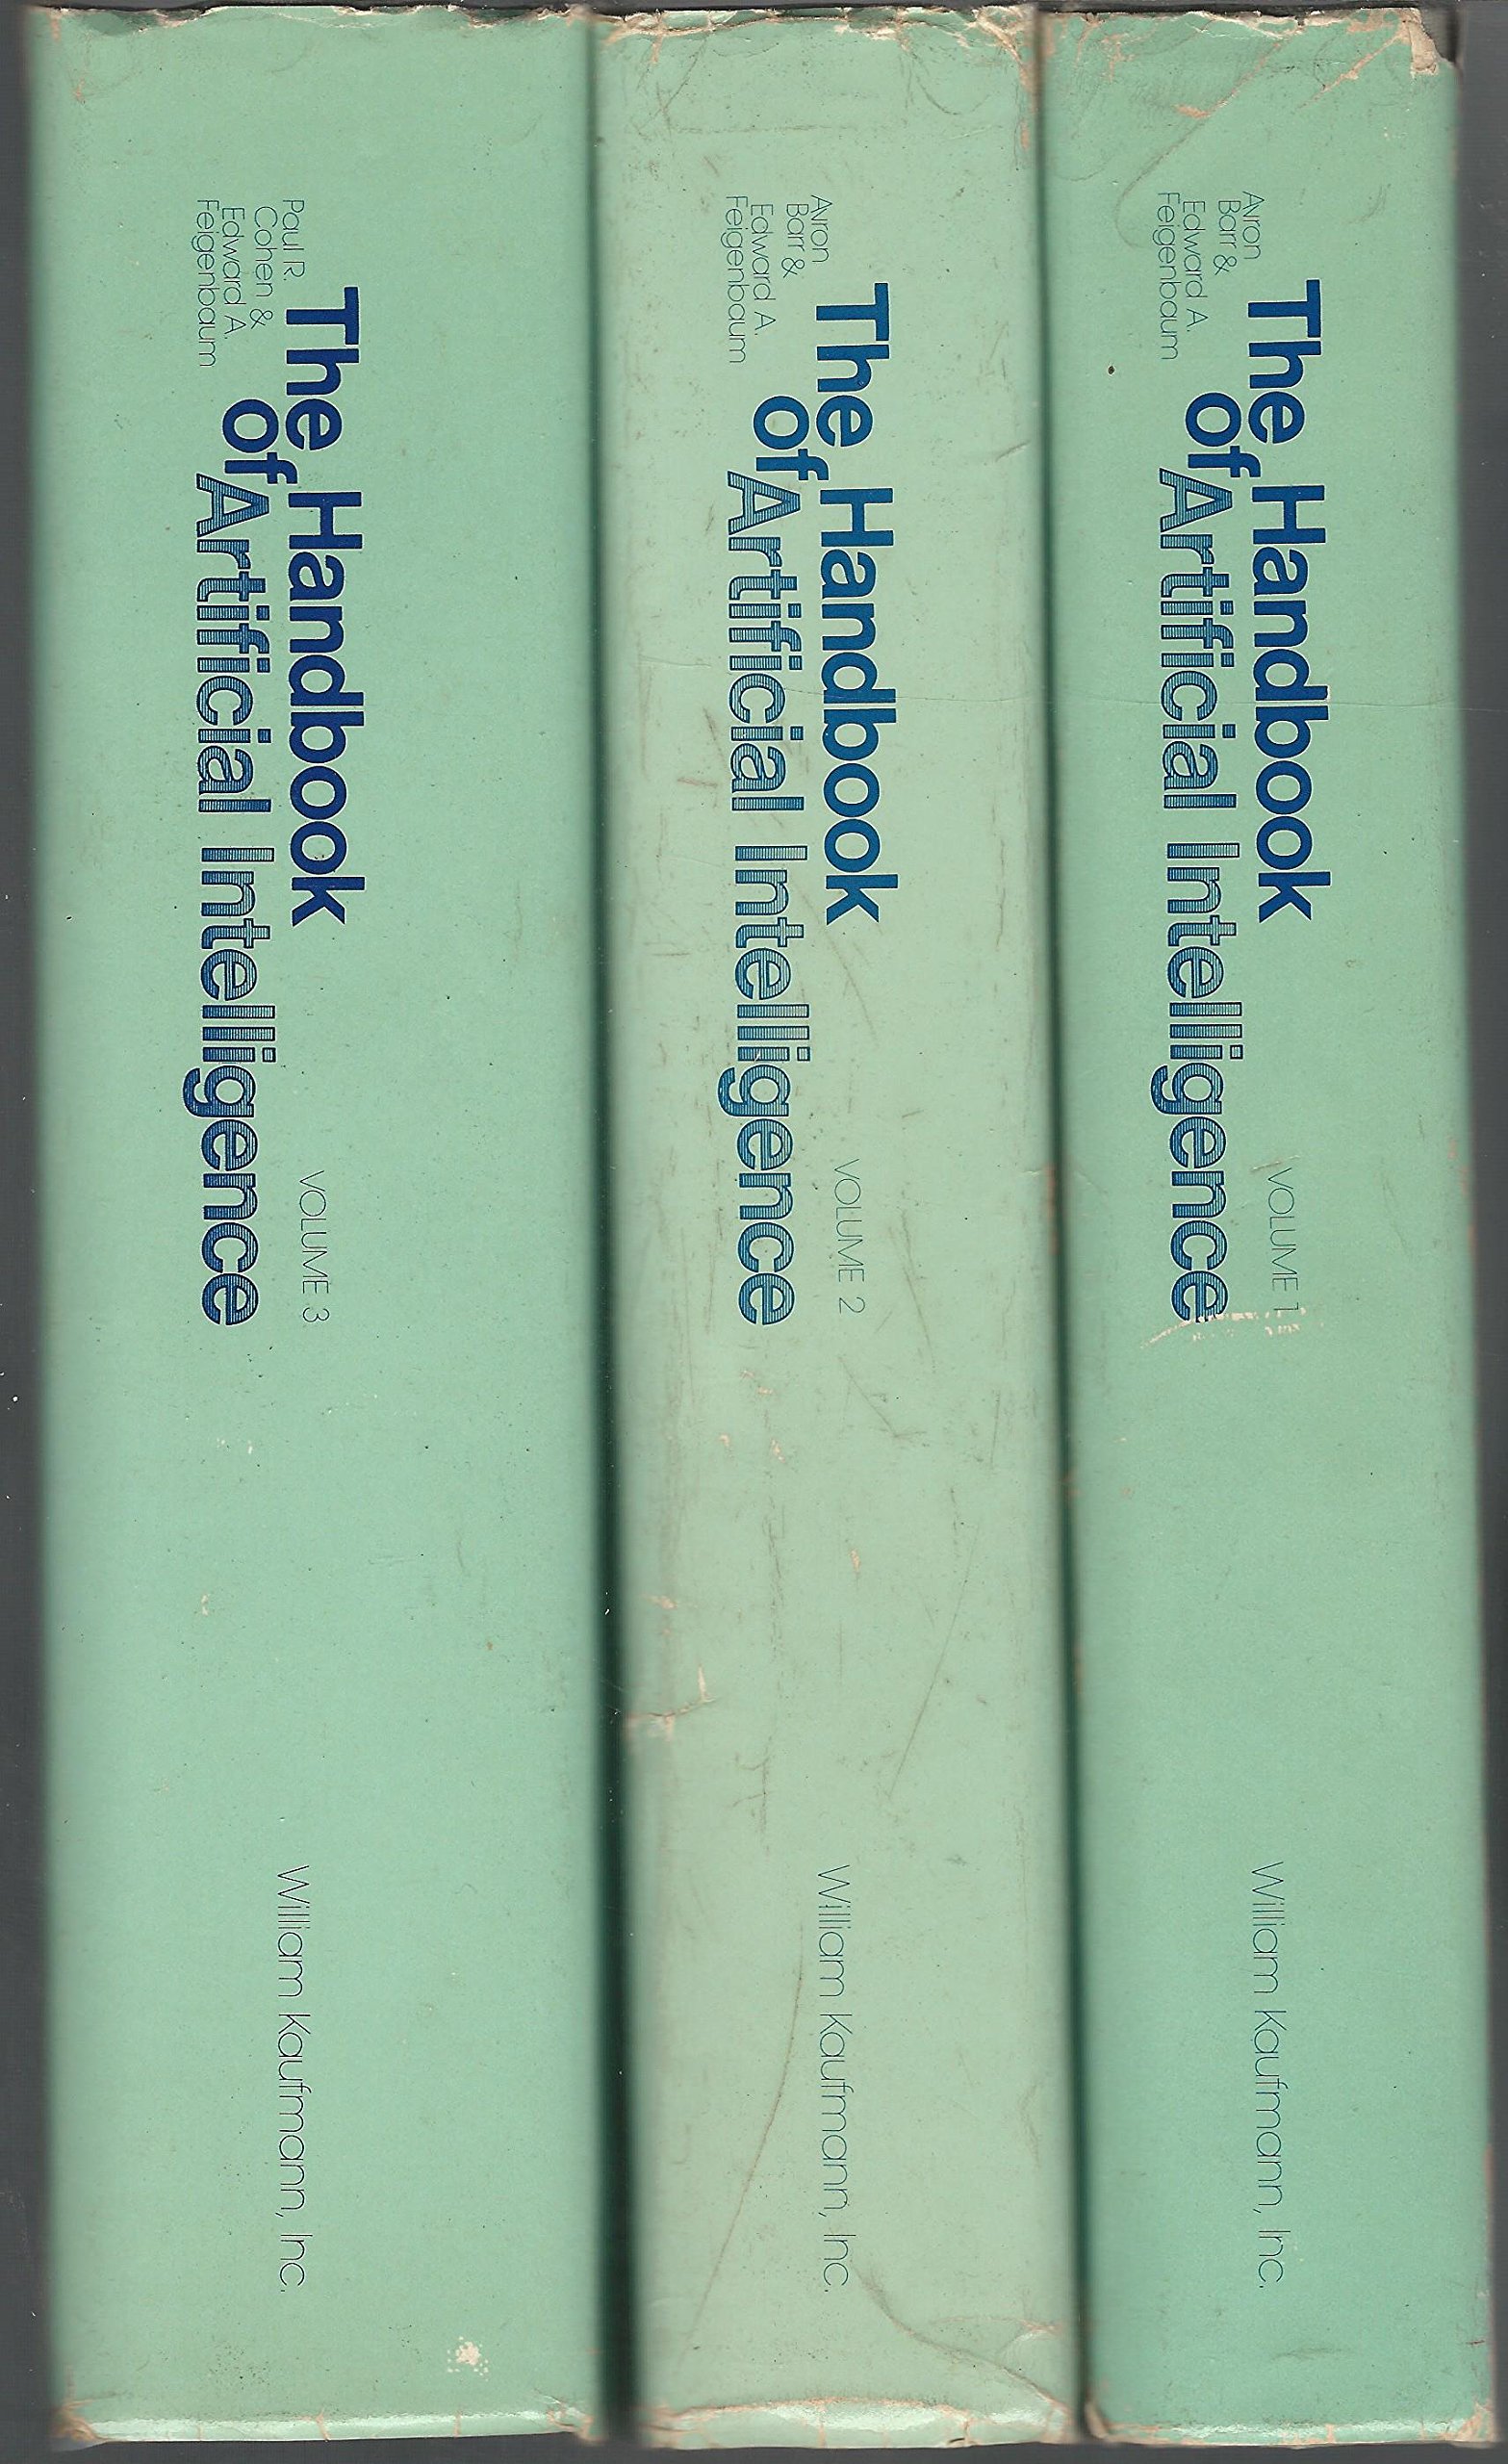 Paul R.
Cohen &
Edward A.
Feigenbaum
The Handbook
of Artificial Intelligence
VOLUME 3
William Kaufmann, Inc.
Avron
Barr &
Edward A.
Feigenbaum
The Handbook
of Artificial Intelligence
VOLUME 2
William Kaufmann, Inc.
Avron
Barr &
Edward A.
Feigenbaum
The Handbook
of Artificial Intelligence
VOLUME 1
William Kaufmann, Inc.